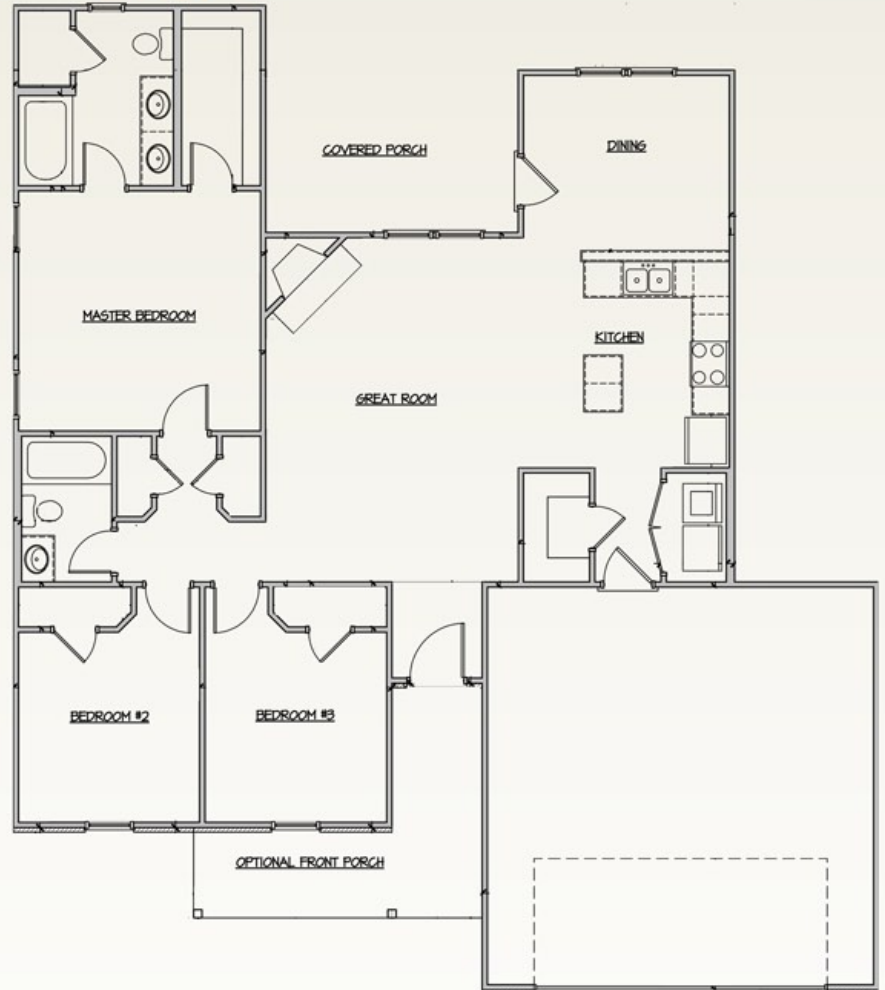 COVERED PORCH
DINING
MASTER BEDROOM
KITCHEN
GREAT ROOM
BEDROOM #2
BEDROOM #3
OPTIONAL FRONT PORCH